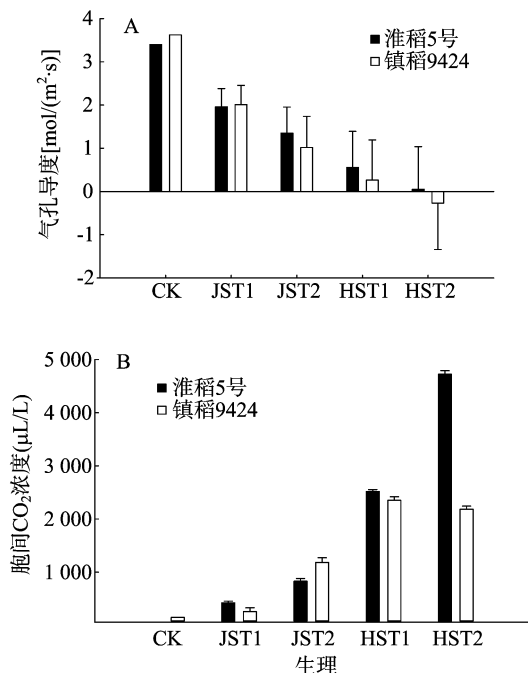 A
淮稻5号
镇稻9424
气孔导度[mol/(m²·s)]
4
3
2
1
0
-1
-2
CK JST1 JST2 HST1 HST2
B
淮稻5号
镇稻9424
胞间CO₂浓度(μL/L)
5 000
4 000
3 000
2 000
1 000
CK JST1 JST2 HST1 HST2
生理